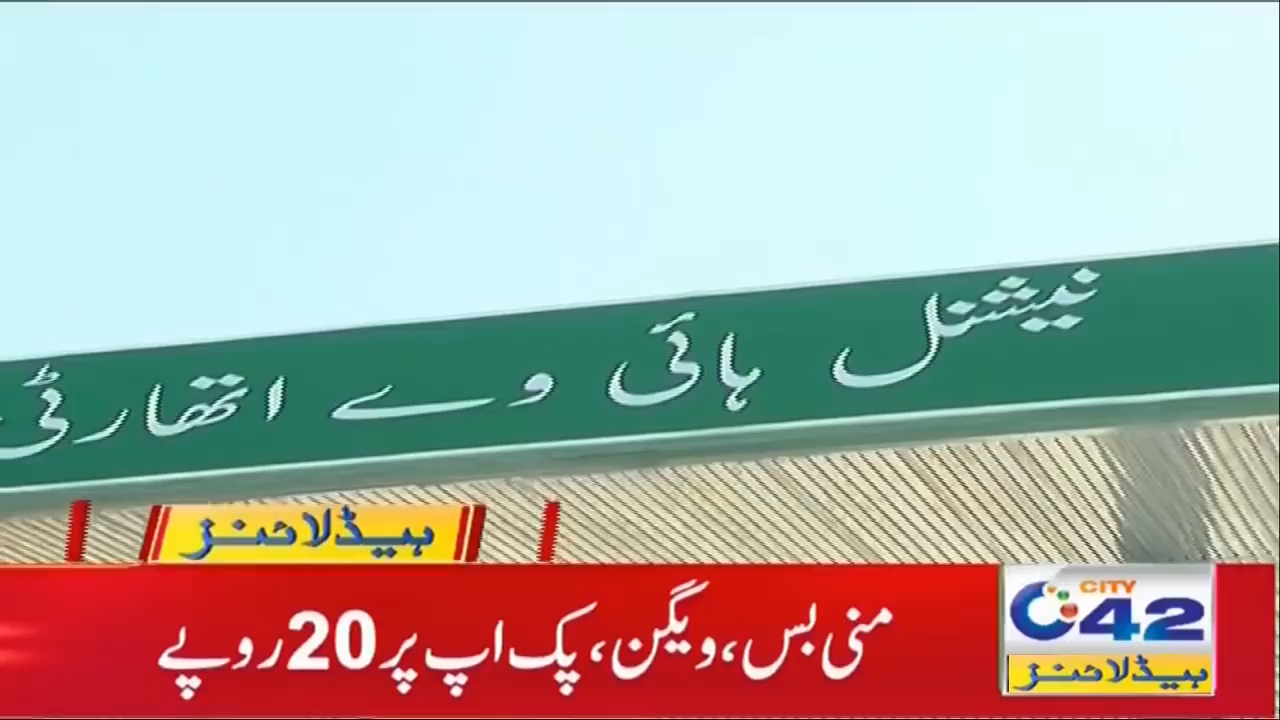 نیشنل ہائی وے اتھارٹی
ہیڈلائنز
منی بس، ویگن، پک اپ پر 20 روپے
CITY
42
ہیڈلائنز